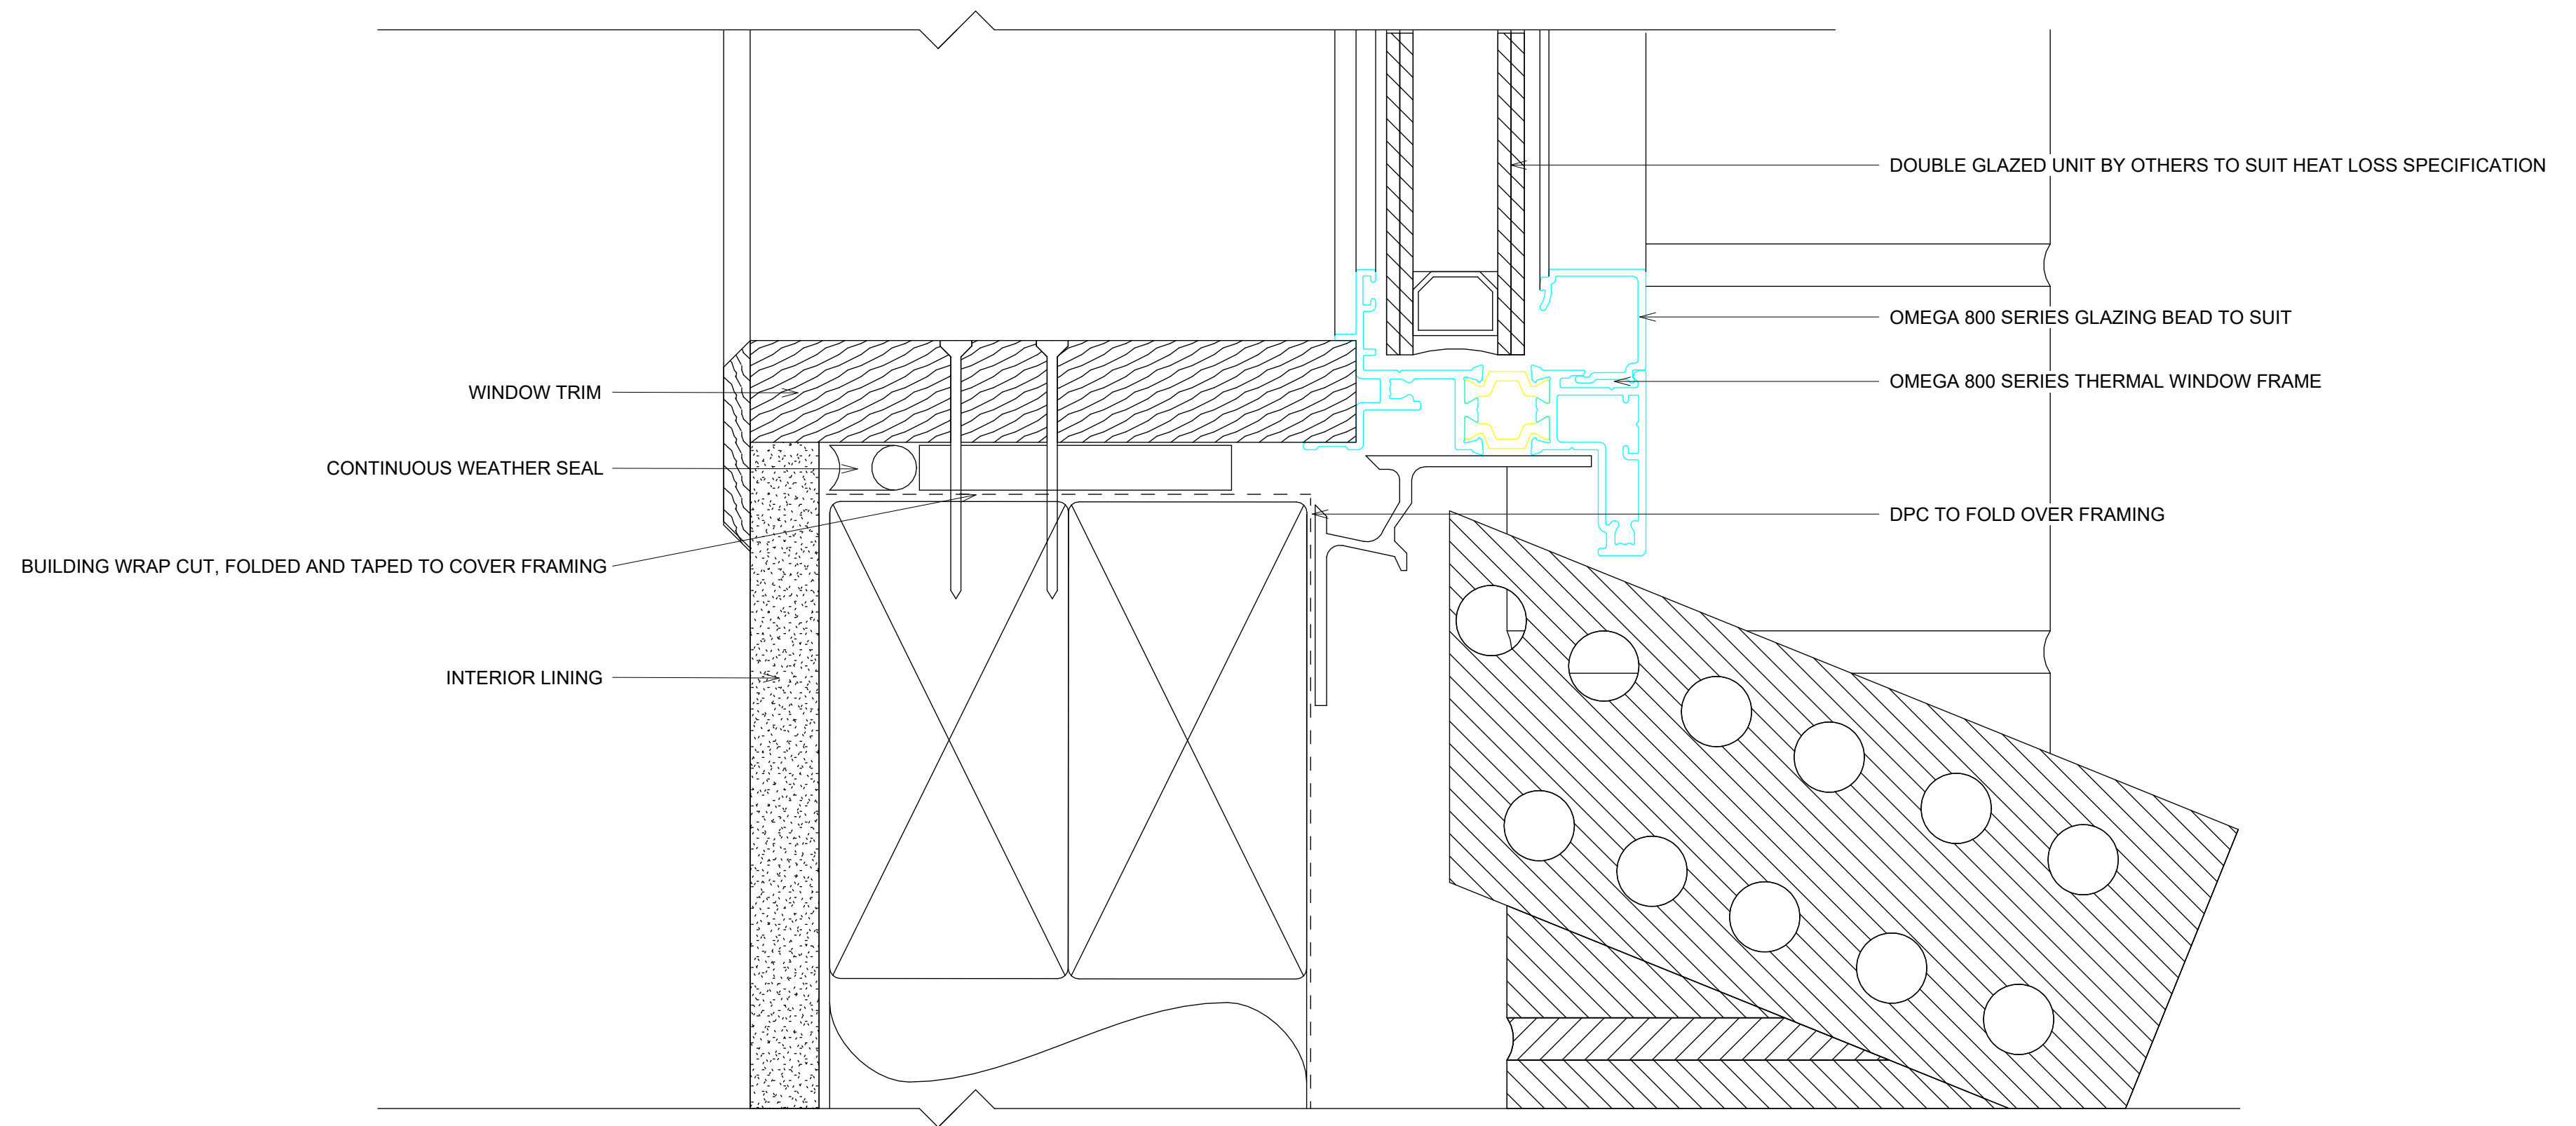 DOUBLE GLAZED UNIT BY OTHERS TO SUIT HEAT LOSS SPECIFICATION
OMEGA 800 SERIES GLAZING BEAD TO SUIT
OMEGA 800 SERIES THERMAL WINDOW FRAME
WINDOW TRIM
CONTINUOUS WEATHER SEAL
DPC TO FOLD OVER FRAMING
BUILDING WRAP CUT, FOLDED AND TAPED TO COVER FRAMING
INTERIOR LINING